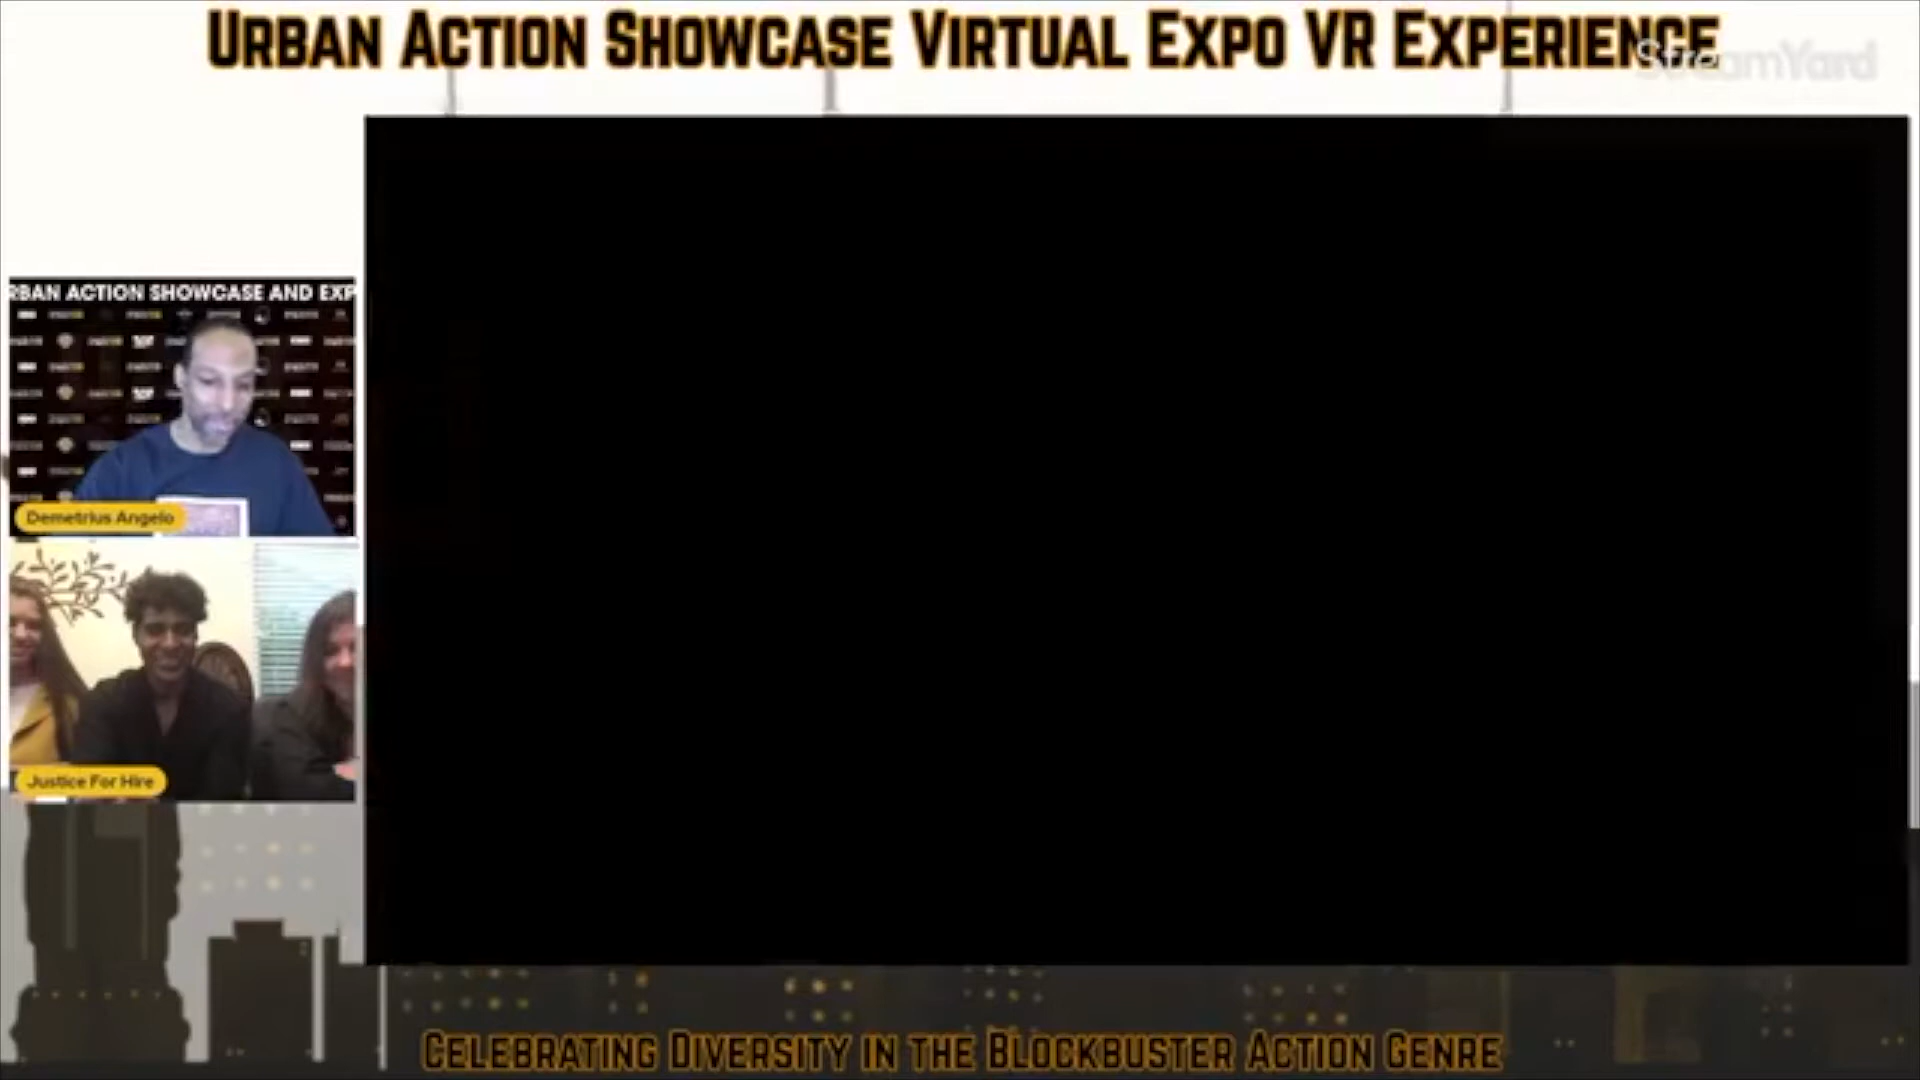 Urban Action Showcase Virtual Expo VR Experience
StreamYard
RBAN ACTION SHOWCASE AND EXP
Demetrius Angelo
Justice For Hire
Celebrating Diversity in the Blockbuster Action Genre